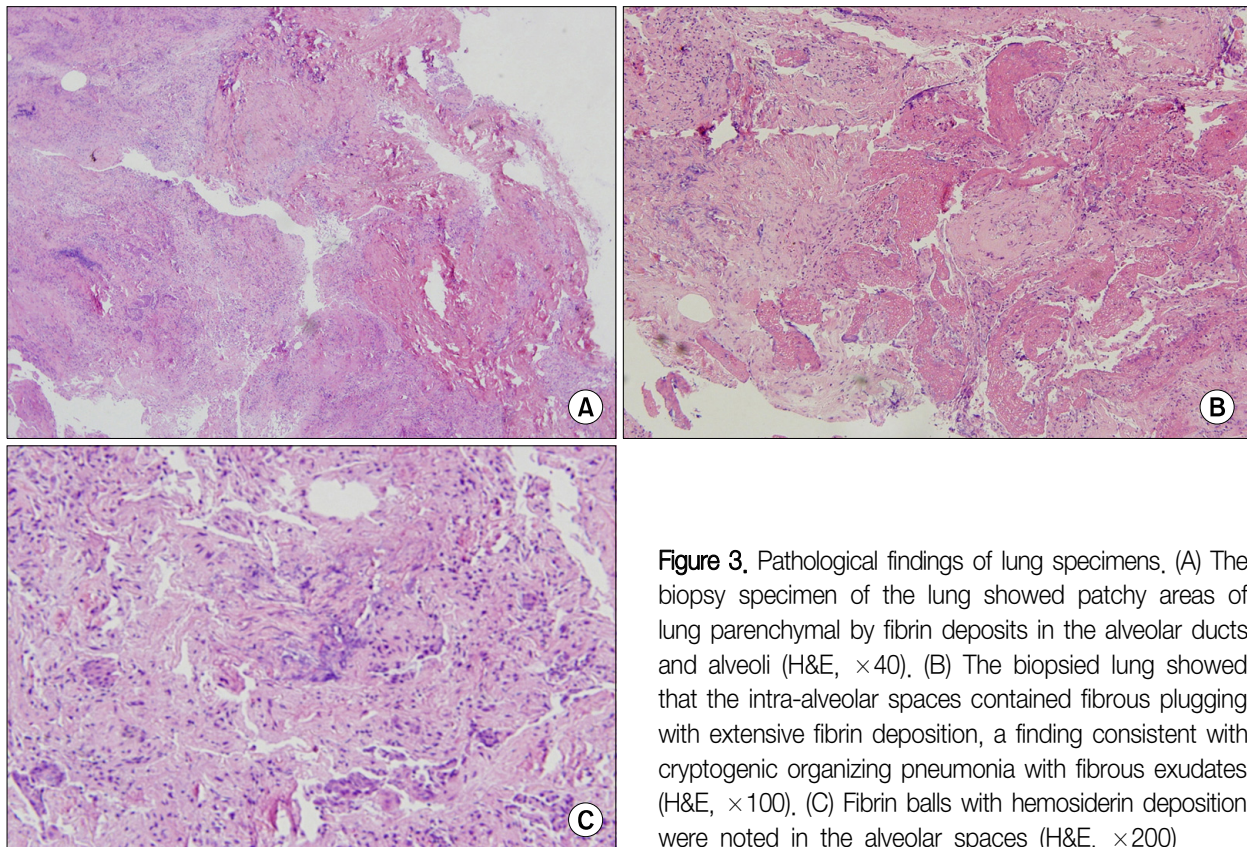 A
B
C
Figure 3. Pathological findings of lung specimens. (A) The
biopsy specimen of the lung showed patchy areas of
lung parenchymal by fibrin deposits in the alveolar ducts
and alveoli (H&E, ×40). (B) The biopsied lung showed
that the intra-alveolar spaces contained fibrous plugging
with extensive fibrin deposition, a finding consistent with
cryptogenic organizing pneumonia with fibrous exudates
(H&E, ×100). (C) Fibrin balls with hemosiderin deposition
were noted in the alveolar spaces (H&E, ×200)